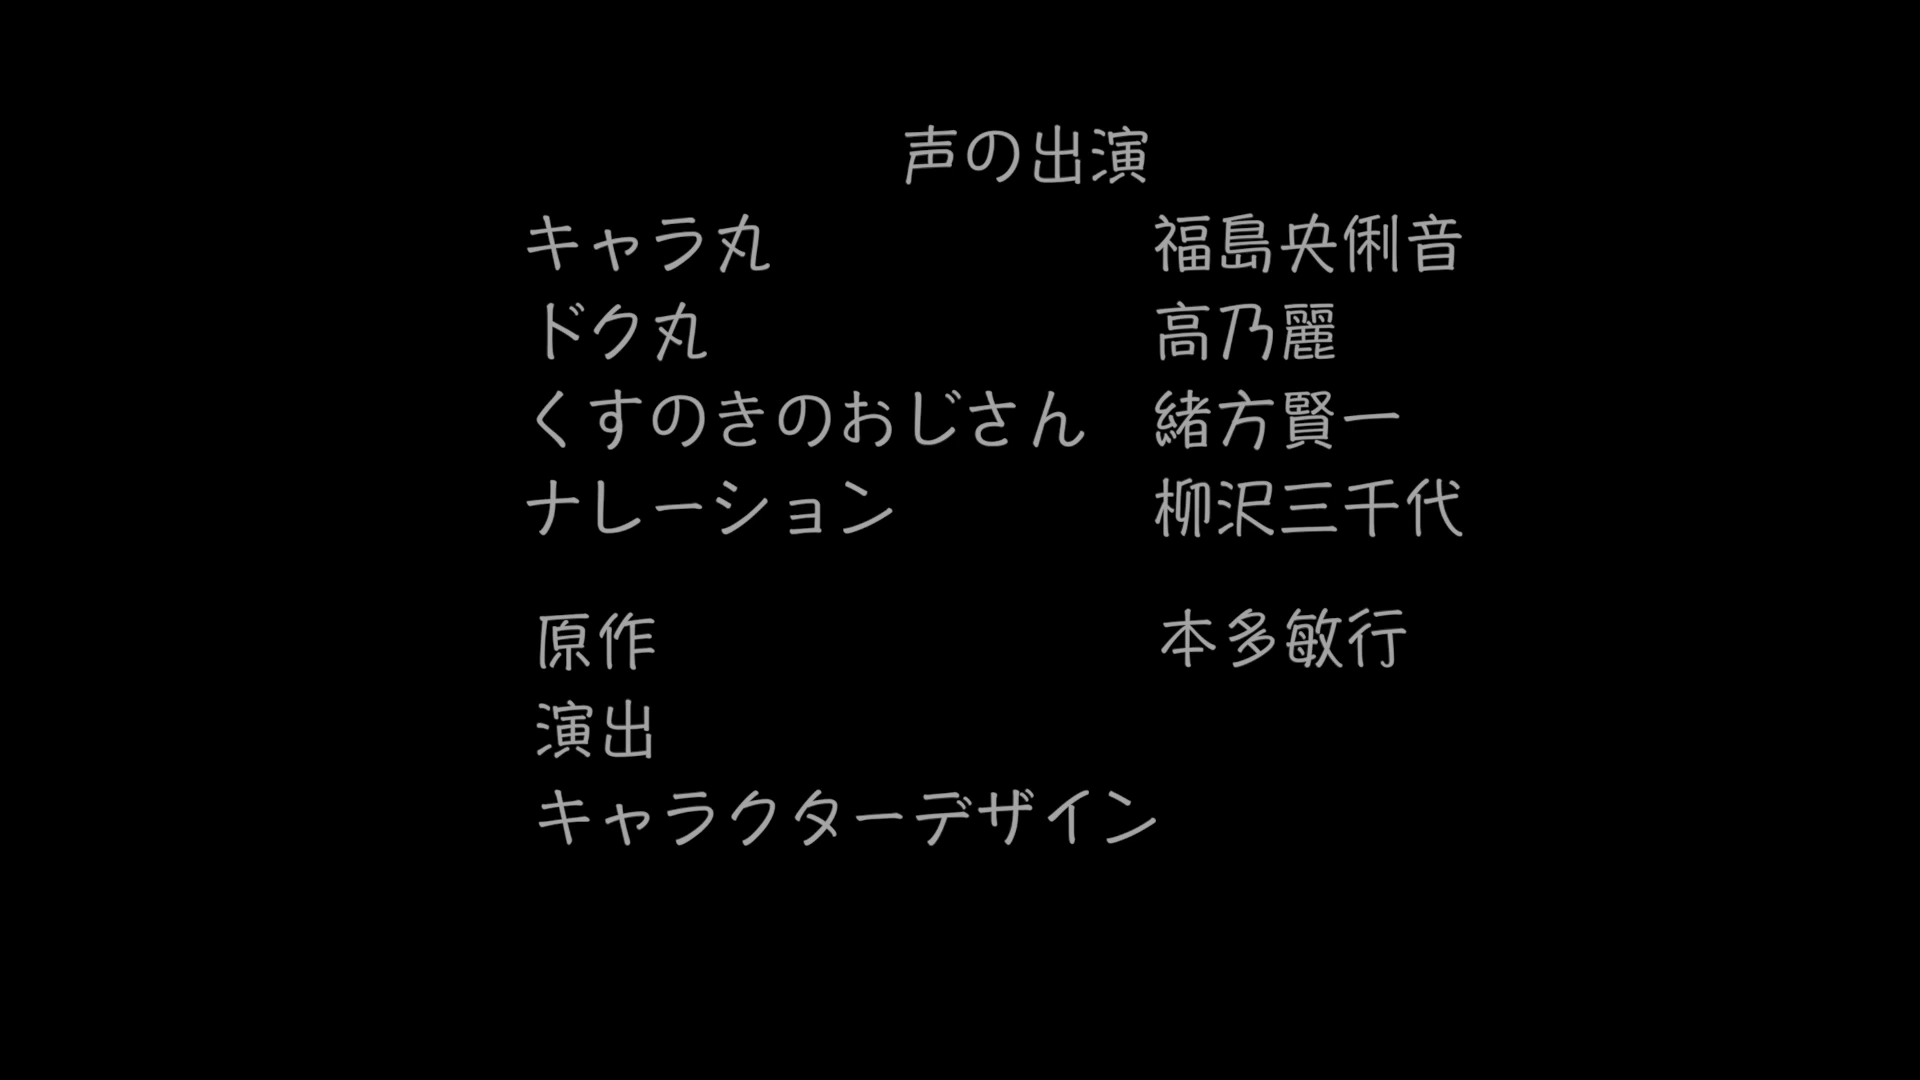 声の出演
キャラ丸 福島央俐音
ドク丸 高乃麗
くすのきのおじさん 緒方賢一
ナレーション 柳沢三千代
原作 本多敏行
演出
キャラクターデザイン